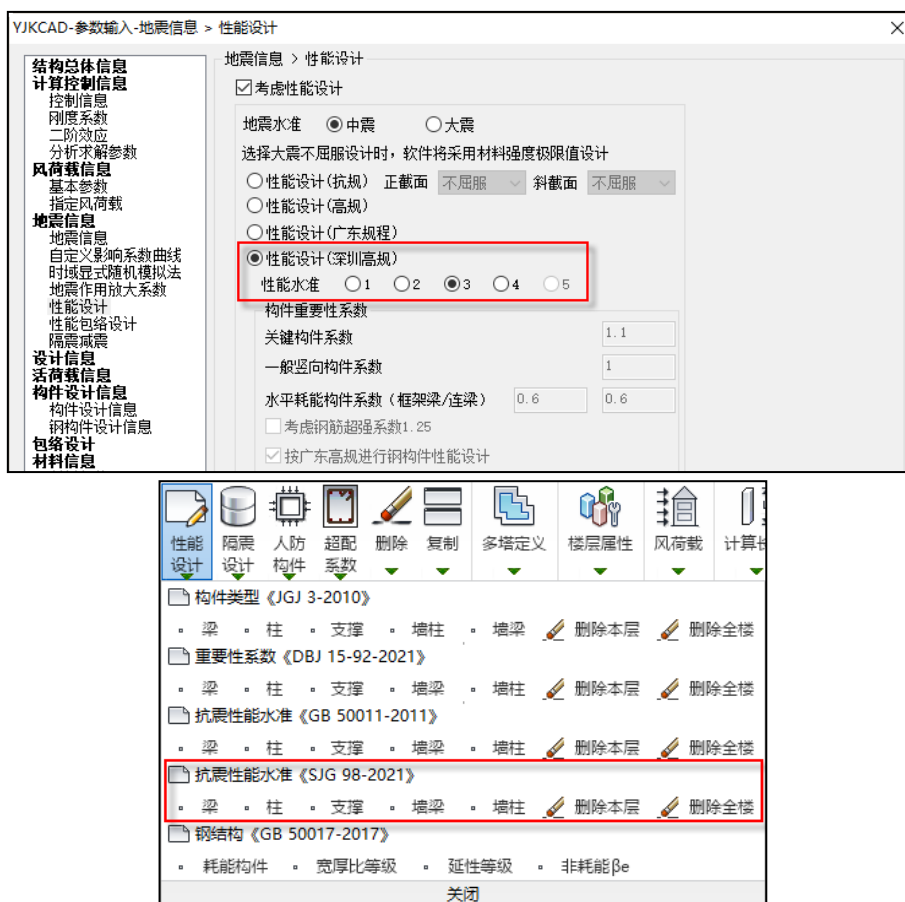 YJKCAD-参数输入-地震信息 > 性能设计
结构总体信息
计算控制信息
控制信息
刚度系数
二阶效应
分析求解参数
风荷载信息
基本参数
指定风荷载
地震信息
地震信息
自定义影响系数曲线
时域显式随机模拟法
地震作用放大系数
性能设计
性能包络设计
隔震减震
设计信息
活荷载信息
构件设计信息
构件设计信息
钢构件设计信息
包络设计
材料信息
地震信息 > 性能设计
考虑性能设计
地震水准 中震 大震
选择大震不屈服设计时，软件将采用材料强度极限值设计
性能设计(抗规) 正截面 不屈服 斜截面 不屈服
性能设计(高规)
性能设计(广东规程)
性能设计(深圳高规)
性能水准 1 2 3 4 5
构件重要性系数
关键构件系数 1.1
一般竖向构件系数 1
水平耗能构件系数（框架梁/连梁） 0.6 0.6
考虑钢筋超强系数1.25
按广东高规进行钢构件性能设计
性能设计 隔震设计 人防构件 超配系数 删除 复制 多塔定义 楼层属性 风荷载 计算
构件类型《JGJ 3-2010》
梁 柱 支撑 墙柱 墙梁 删除本层 删除全楼
重要性系数《DBJ 15-92-2021》
梁 柱 支撑 墙梁 墙柱 删除本层 删除全楼
抗震性能水准《GB 50011-2011》
梁 柱 支撑 墙梁 墙柱 删除本层 删除全楼
抗震性能水准《SJG 98-2021》
梁 柱 支撑 墙梁 墙柱 删除本层 删除全楼
钢结构《GB 50017-2017》
耗能构件 宽厚比等级 延性等级 非耗能βe
关闭